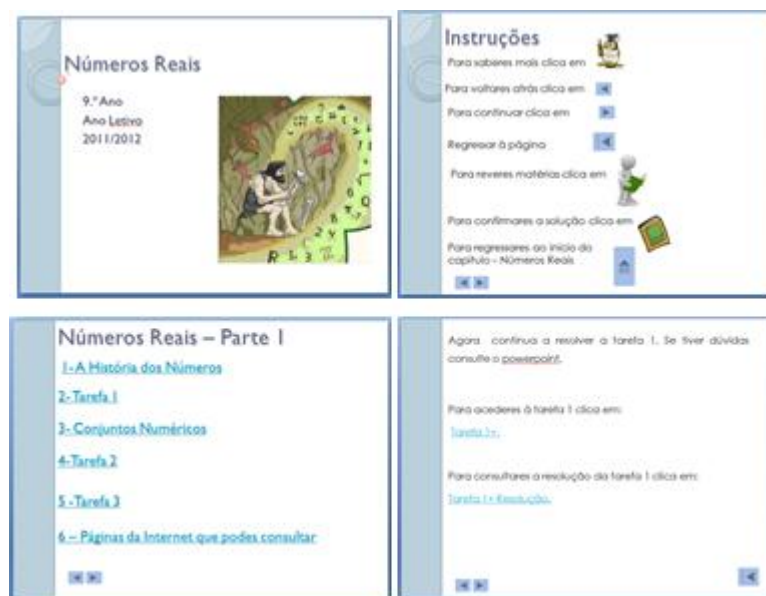 Números Reais
9.º Ano
Ano Letivo
2011/2012
Instruções
Para saberes mais clica em
Para voltares atrás clica em
Para continuar clica em
Regressar à página
Para reveres matérias clica em
Para confirmares a solução clica em
Para regressares ao início do
capítulo – Números Reais
Números Reais – Parte 1
1- A História dos Números
2- Tarefa 1
3- Conjuntos Numéricos
4-Tarefa 2
5 -Tarefa 3
6 – Páginas da Internet que podes consultar
Agora continua a resolver a tarefa 1. Se tiver dúvidas
consulte o powerpoint.
Para acederes à tarefa 1 clica em:
Tarefa 1+.
Para consultares a resolução da tarefa 1 clica em:
Tarefa 1+ Resolução.